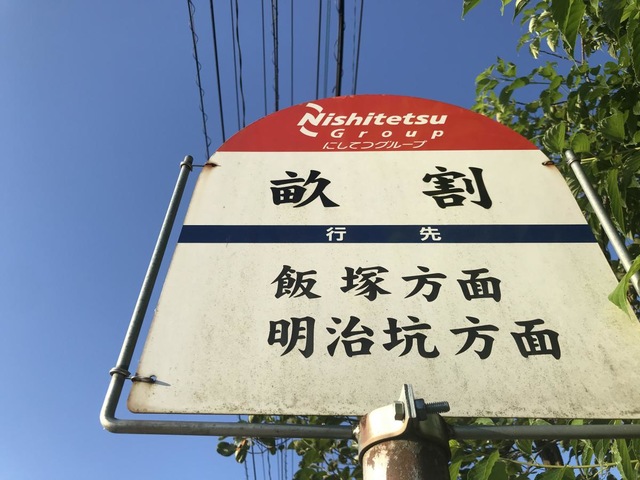 Nishitetsu
Group
にしてつグループ
畝割
行先
飯塚方面
明治坑方面